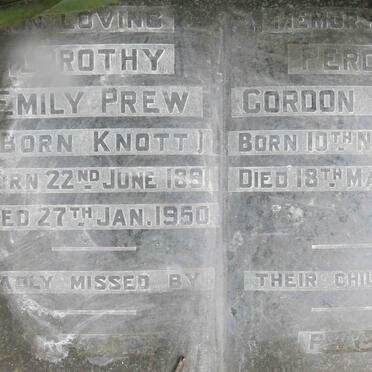 IN LOVING MEMOR
DOROTHY PERC
EMILY PREW GORDON
(BORN KNOTT) BORN 10TH N
BORN 22ND JUNE 189 DIED 18TH MA
DIED 27TH JAN. 1950
SADLY MISSED BY THEIR CHIL